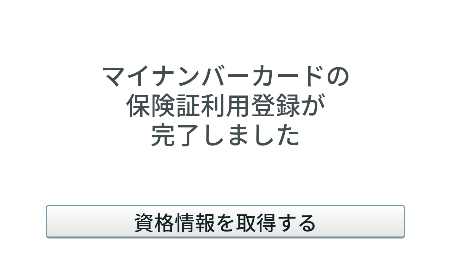 マイナンバーカードの
保険証利用登録が
完了しました
資格情報を取得する